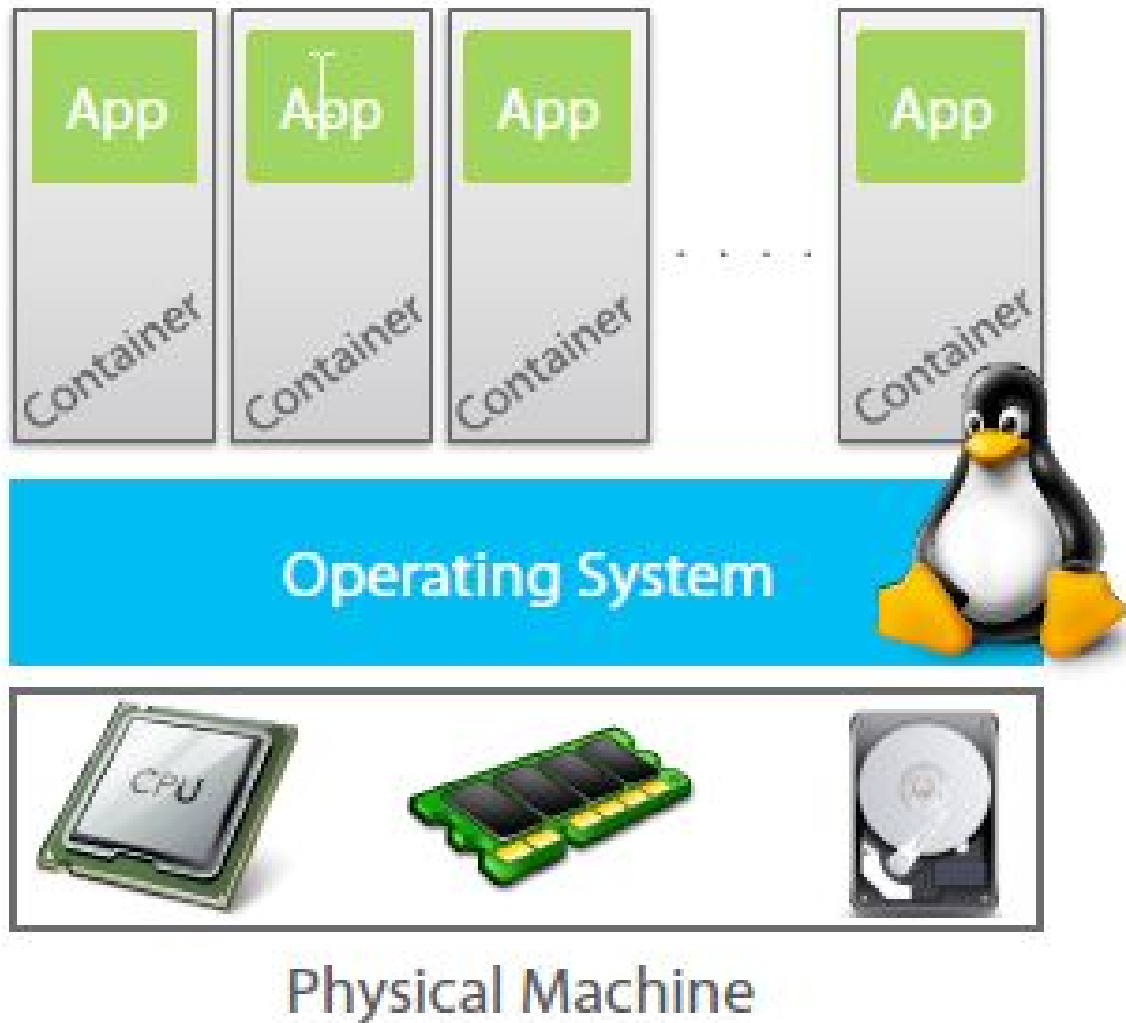 App App App App
Container Container Container Container
Operating System
CPU
Physical Machine